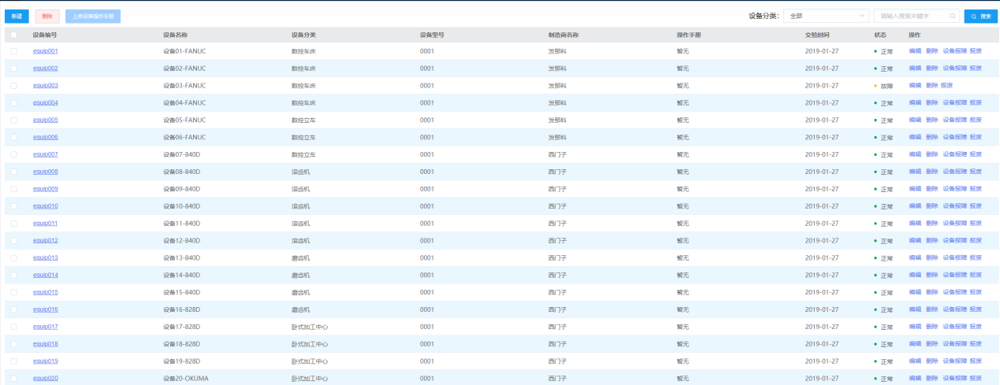 新建 删除 上传设备操作手册 设备分类: 全部 请输入搜索关键字 搜索
设备编号 设备名称 设备分类 设备型号 制造商名称 操作手册 交验时间 状态 操作
equip001 设备01-FANUC 数控车床 0001 发那科 暂无 2019-01-27 正常 编辑 删除 设备报障 报废
equip002 设备02-FANUC 数控车床 0001 发那科 暂无 2019-01-27 正常 编辑 删除 设备报障 报废
equip003 设备03-FANUC 数控车床 0001 发那科 暂无 2019-01-27 故障 编辑 删除 报废
equip004 设备04-FANUC 数控车床 0001 发那科 暂无 2019-01-27 正常 编辑 删除 设备报障 报废
equip005 设备05-FANUC 数控立车 0001 发那科 暂无 2019-01-27 正常 编辑 删除 设备报障 报废
equip006 设备06-FANUC 数控立车 0001 发那科 暂无 2019-01-27 正常 编辑 删除 设备报障 报废
equip007 设备07-840D 数控立车 0001 西门子 暂无 2019-01-27 正常 编辑 删除 设备报障 报废
equip008 设备08-840D 滚齿机 0001 西门子 暂无 2019-01-27 正常 编辑 删除 设备报障 报废
equip009 设备09-840D 滚齿机 0001 西门子 暂无 2019-01-27 正常 编辑 删除 设备报障 报废
equip010 设备10-840D 滚齿机 0001 西门子 暂无 2019-01-27 正常 编辑 删除 设备报障 报废
equip011 设备11-840D 滚齿机 0001 西门子 暂无 2019-01-27 正常 编辑 删除 设备报障 报废
equip012 设备12-840D 滚齿机 0001 西门子 暂无 2019-01-27 正常 编辑 删除 设备报障 报废
equip013 设备13-840D 磨齿机 0001 西门子 暂无 2019-01-27 正常 编辑 删除 设备报障 报废
equip014 设备14-840D 磨齿机 0001 西门子 暂无 2019-01-27 正常 编辑 删除 设备报障 报废
equip015 设备15-840D 磨齿机 0001 西门子 暂无 2019-01-27 正常 编辑 删除 设备报障 报废
equip016 设备16-828D 磨齿机 0001 西门子 暂无 2019-01-27 正常 编辑 删除 设备报障 报废
equip017 设备17-828D 卧式加工中心 0001 西门子 暂无 2019-01-27 正常 编辑 删除 设备报障 报废
equip018 设备18-828D 卧式加工中心 0001 西门子 暂无 2019-01-27 正常 编辑 删除 设备报障 报废
equip019 设备19-828D 卧式加工中心 0001 西门子 暂无 2019-01-27 正常 编辑 删除 设备报障 报废
equip020 设备20-OKUMA 卧式加工中心 0001 西门子 暂无 2019-01-27 正常 编辑 删除 设备报障 报废